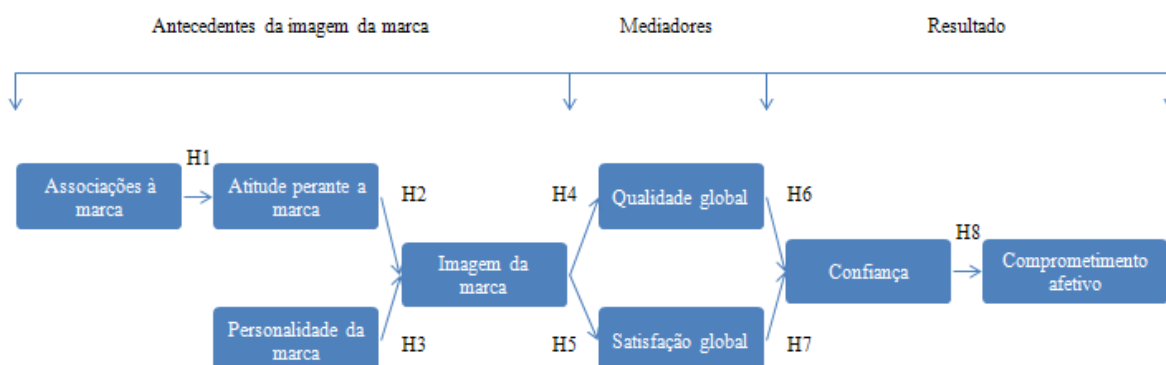 Antecedentes da imagem da marca
Mediadores
Resultado
H1
Associações à
marca
Atitude perante a
marca
H2
H4
Qualidade global
H6
Imagem da
marca
Confiança
H8
Comprometimento
afetivo
Personalidade da
marca
H3
H5
Satisfação global
H7